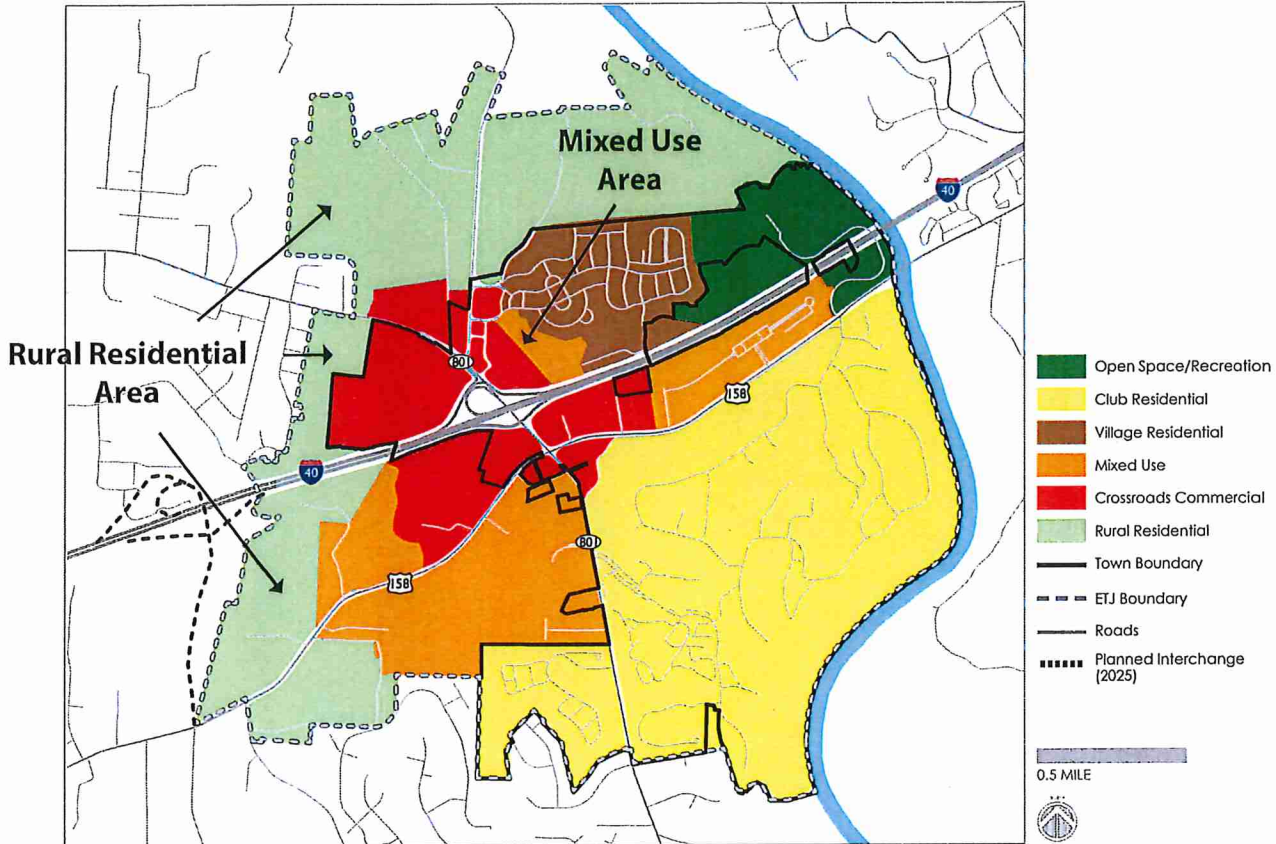 Mixed Use
Area
40
801
Rural Residential
Area
158
40
801
158
Open Space/Recreation
Club Residential
Village Residential
Mixed Use
Crossroads Commercial
Rural Residential
Town Boundary
ETJ Boundary
Roads
Planned Interchange
(2025)
0.5 MILE